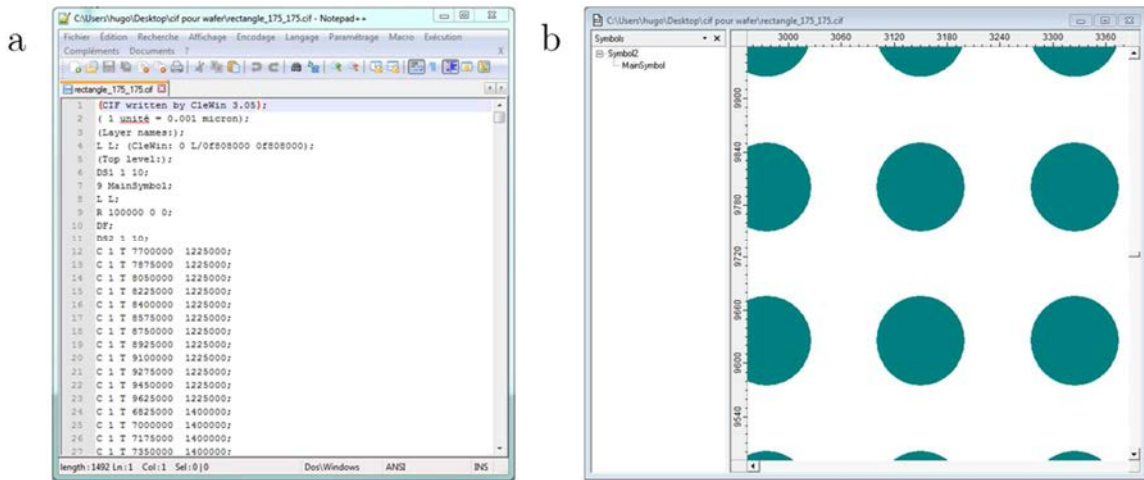 a
C:\Users\hugo\Desktop\cif pour wafer\rectangle_175_175.cif - Notepad++
Fichier Edition Recherche Affichage Encodage Langage Paramétrage Macro Exécution
Compléments Documents ? X
rectangle_175_175.cif
1 (CIF written by CleWin 3.05);
2 ( 1 unité = 0.001 micron);
3 (Layer names:);
4 L L; (CleWin: 0 L/0f808000 0f808000);
5 (Top level:);
6 DS1 1 10;
7 9 MainSymbol;
8 L L;
9 R 100000 0 0;
10 DF;
11 DS2 1 10;
12 C 1 T 7700000 1225000;
13 C 1 T 7875000 1225000;
14 C 1 T 8050000 1225000;
15 C 1 T 8225000 1225000;
16 C 1 T 8400000 1225000;
17 C 1 T 8575000 1225000;
18 C 1 T 8750000 1225000;
19 C 1 T 8925000 1225000;
20 C 1 T 9100000 1225000;
21 C 1 T 9275000 1225000;
22 C 1 T 9450000 1225000;
23 C 1 T 9625000 1225000;
24 C 1 T 6825000 1400000;
25 C 1 T 7000000 1400000;
26 C 1 T 7175000 1400000;
27 C 1 T 7350000 1400000;
length : 1492 Ln : 1 Col : 1 Sel : 0 | 0 Dos\Windows ANSI INS
b
C:\Users\hugo\Desktop\cif pour wafer\rectangle_175_175.cif
Symbols
Symbol2
MainSymbol
3000 3060 3120 3180 3240 3300 3360
9900
9840
9780
9720
9660
9600
9540